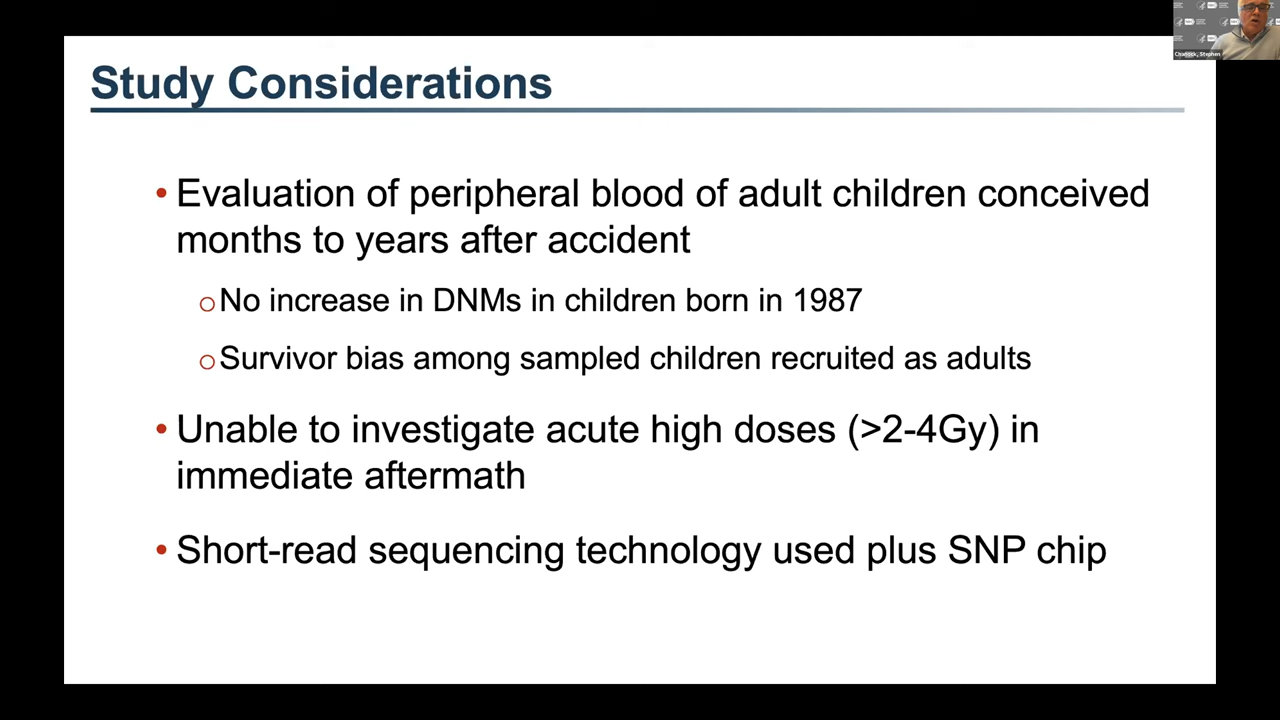 Study Considerations
• Evaluation of peripheral blood of adult children conceived
months to years after accident
o No increase in DNMs in children born in 1987
o Survivor bias among sampled children recruited as adults
• Unable to investigate acute high doses (>2-4Gy) in
immediate aftermath
• Short-read sequencing technology used plus SNP chip
Stephen